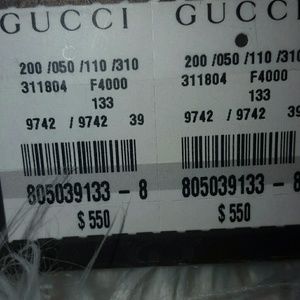 GUCCI GUCCI
200 /050 /110 /310 200 /050 /110 /310
311804 F4000 311804 F4000
133 133
9742 / 9742 39 9742 / 9742 39
805039133 - 8 805039133 - 8
$ 550 $ 550